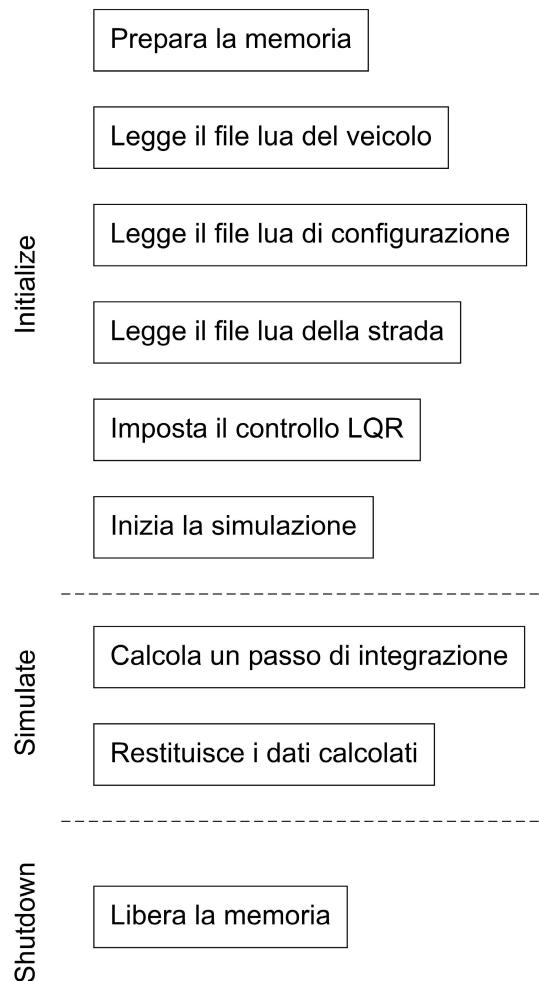 Initialize
Prepara la memoria
Legge il file lua del veicolo
Legge il file lua di configurazione
Legge il file lua della strada
Imposta il controllo LQR
Inizia la simulazione
Simulate
Calcola un passo di integrazione
Restituisce i dati calcolati
Shutdown
Libera la memoria